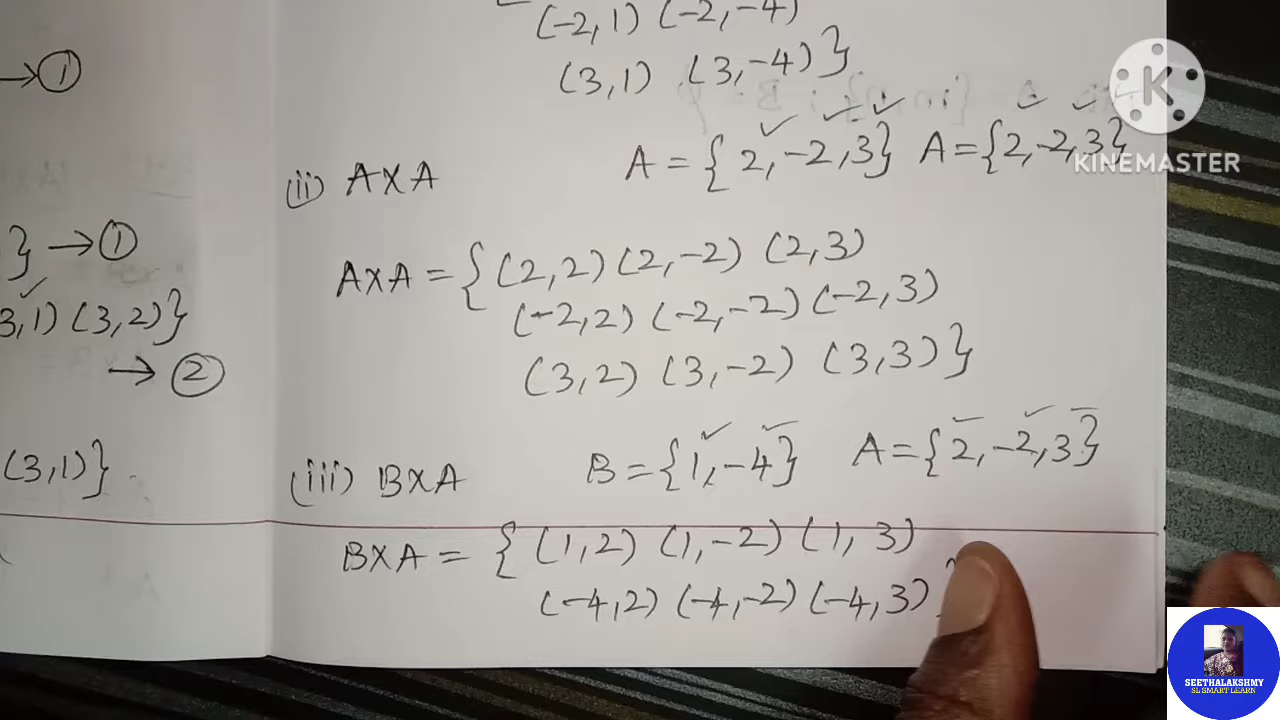 (-2,1) (-2,-4)
(3,1) (3,-4)}
→①
(ii) A×A
A = {2,-2,3} A={2,-2,3}
K
KINEMASTER
} →①
3,1) (3,2)}
→ ②
A×A = {(2,2)(2,-2) (2,3)
(-2,2) (-2,-2)(-2,3)
(3,2) (3,-2) (3,3)}
(3,1)}
(iii) B×A
B={1,-4} A={2,-2,3}
B×A = {(1,2) (1,-2) (1,3)
(-4,2) (-4,-2) (-4,3)}
SEETHALAKSHMY
SL SMART LEARN